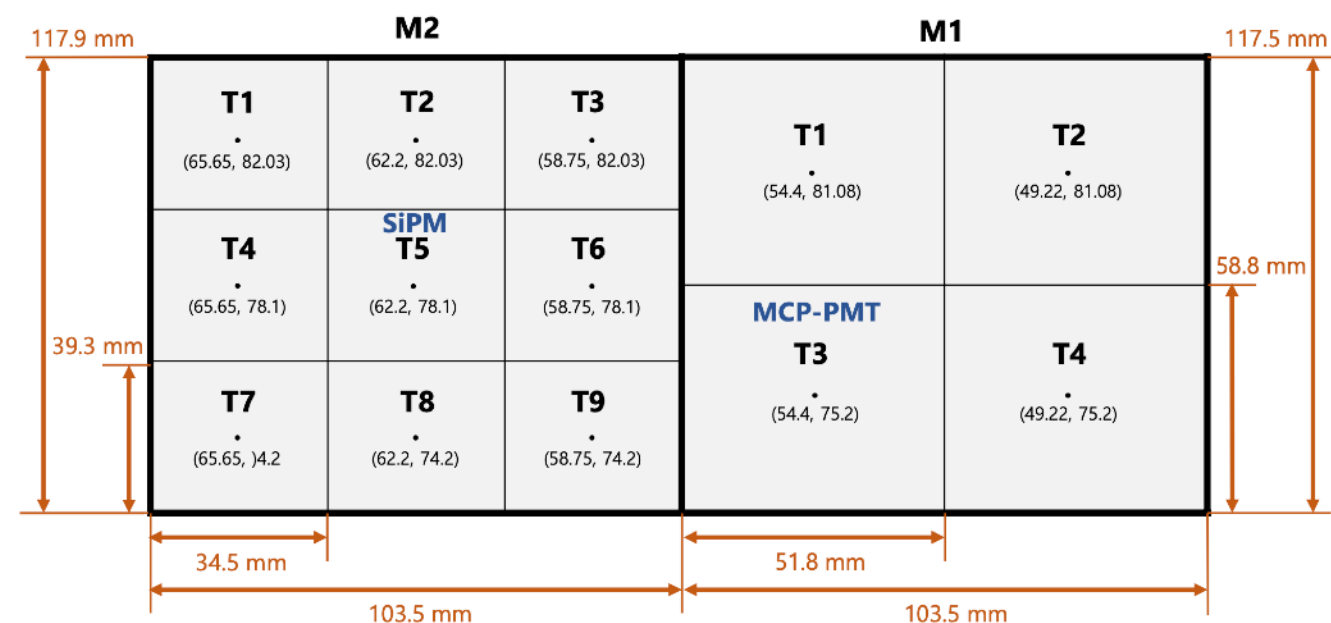 M2
M1
117.9 mm
117.5 mm
T1
T2
T3
(65.65, 82.03)
(62.2, 82.03)
(58.75, 82.03)
T1
T2
(54.4, 81.08)
(49.22, 81.08)
SiPM
T4
T5
T6
(65.65, 78.1)
(62.2, 78.1)
(58.75, 78.1)
58.8 mm
MCP-PMT
39.3 mm
T3
T4
(54.4, 75.2)
(49.22, 75.2)
T7
T8
T9
(65.65, )4.2
(62.2, 74.2)
(58.75, 74.2)
34.5 mm
51.8 mm
103.5 mm
103.5 mm